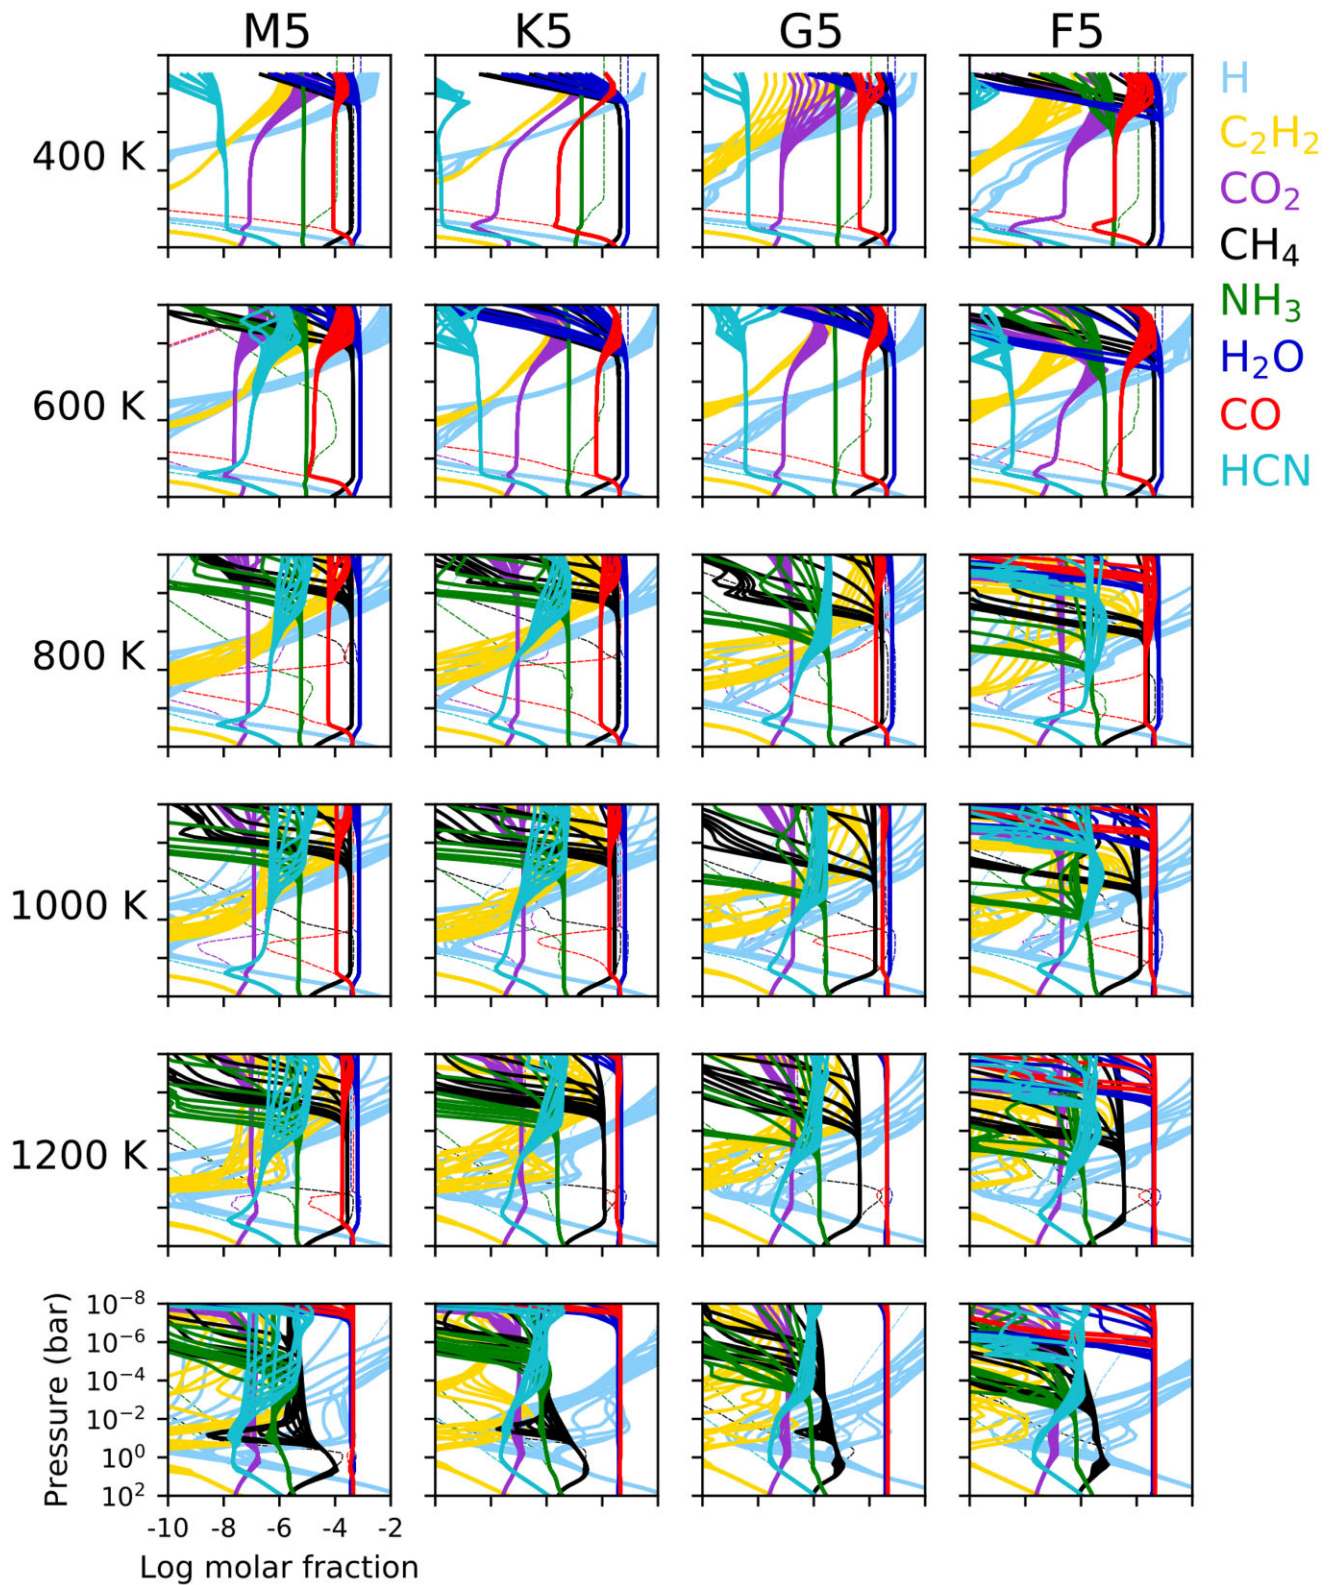 M5 K5 G5 F5
H
C₂H₂
CO₂
CH₄
NH₃
H₂O
CO
HCN
400 K
600 K
800 K
1000 K
1200 K
Pressure (bar)
10⁻⁸
10⁻⁶
10⁻⁴
10⁻²
10⁰
10²
-10 -8 -6 -4 -2
Log molar fraction